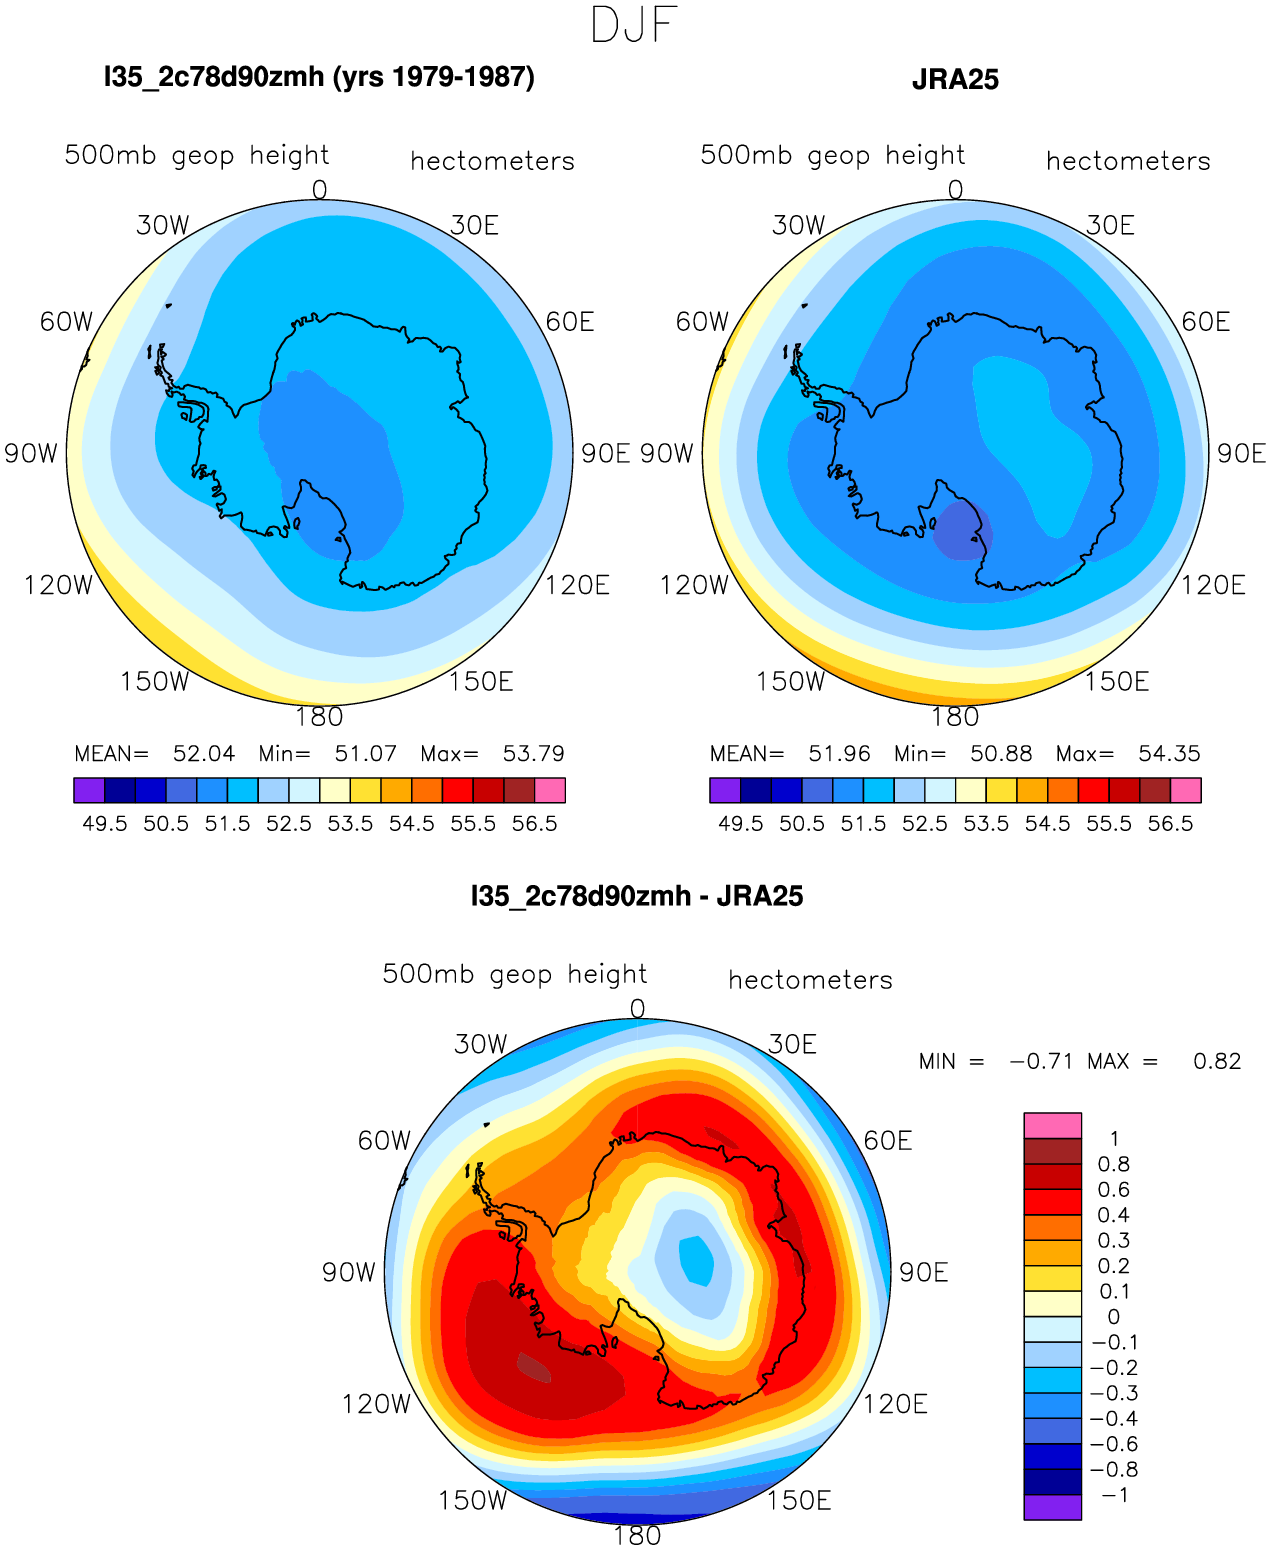 DJF
I35_2c78d90zmh (yrs 1979-1987)
JRA25
500mb geop height hectometers
500mb geop height hectometers
0
0
30W 30E
30W 30E
60W 60E
60W 60E
90W 90E
90W 90E
120W 120E
120W 120E
150W 150E
150W 150E
180
180
MEAN= 52.04 Min= 51.07 Max= 53.79
MEAN= 51.96 Min= 50.88 Max= 54.35
49.5 50.5 51.5 52.5 53.5 54.5 55.5 56.5
49.5 50.5 51.5 52.5 53.5 54.5 55.5 56.5
I35_2c78d90zmh - JRA25
500mb geop height hectometers
0
30W 30E
MIN = -0.71 MAX = 0.82
60W 60E
90W 90E
120W 120E
150W 150E
180
1
0.8
0.6
0.4
0.3
0.2
0.1
0
-0.1
-0.2
-0.3
-0.4
-0.6
-0.8
-1